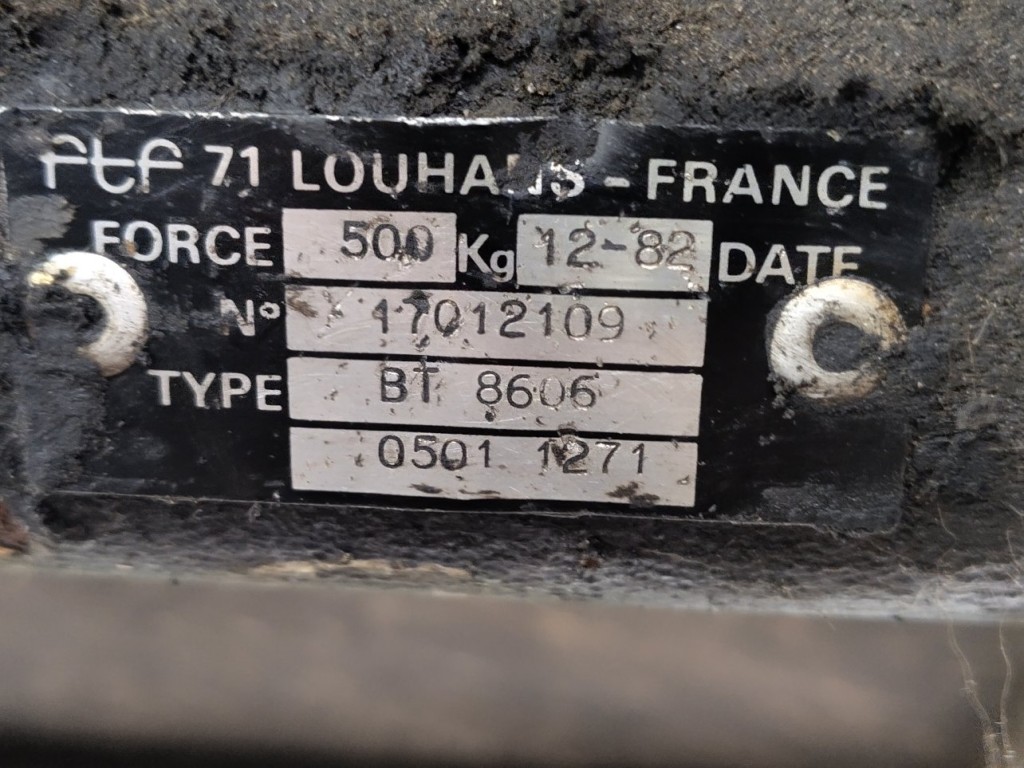 ftf 71 LOUHANS - FRANCE
FORCE 500 Kg 12-82 DATE
N° 17012109
TYPE BT 8606
0501 1271